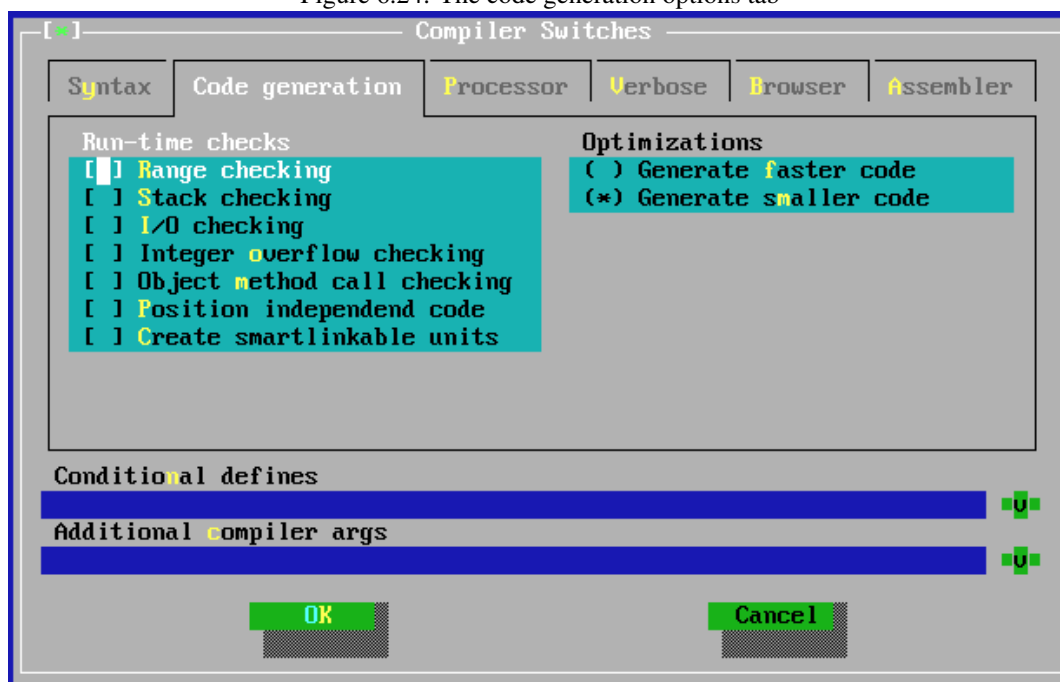 Figure 6.24: The code generation options tab
[*] Compiler Switches
Syntax Code generation Processor Verbose Browser Assembler
Run-time checks
[ ] Range checking
[ ] Stack checking
[ ] I/O checking
[ ] Integer overflow checking
[ ] Object method call checking
[ ] Position independend code
[ ] Create smartlinkable units
Optimizations
( ) Generate faster code
(*) Generate smaller code
Conditional defines
Additional compiler args
OK Cancel